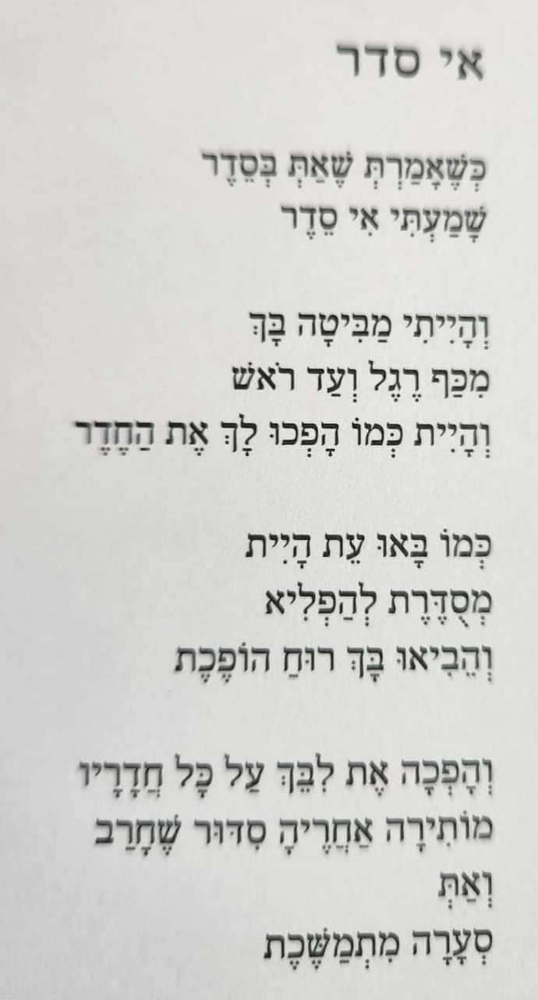 אי סדר
כְּשֶׁאָמַרְתְּ שֶׁאַתְּ בְּסֵדֶר
שָׁמַעְתִּי אִי סֵדֶר
וְהָיִיתִי מַבִּיטָה בָּךְ
מִכַּף רֶגֶל וְעַד רֹאשׁ
וְהָיִית כְּמוֹ הָפְכוּ לָךְ אֶת הַחֶדֶר
כְּמוֹ בָּאוּ עֵת הָיִית
מְסֻדֶּרֶת לְהַפְלִיא
וְהֵבִיאוּ בָּךְ רוּחַ הוֹפֶכֶת
וְהָפְכָה אֶת לִבֵּךְ עַל כָּל חֲדָרָיו
מוֹתִירָה אַחֲרֶיהָ סִדּוּר שֶׁחָרַב
וְאַתְּ
סְעָרָה מִתְמַשֶּׁכֶת